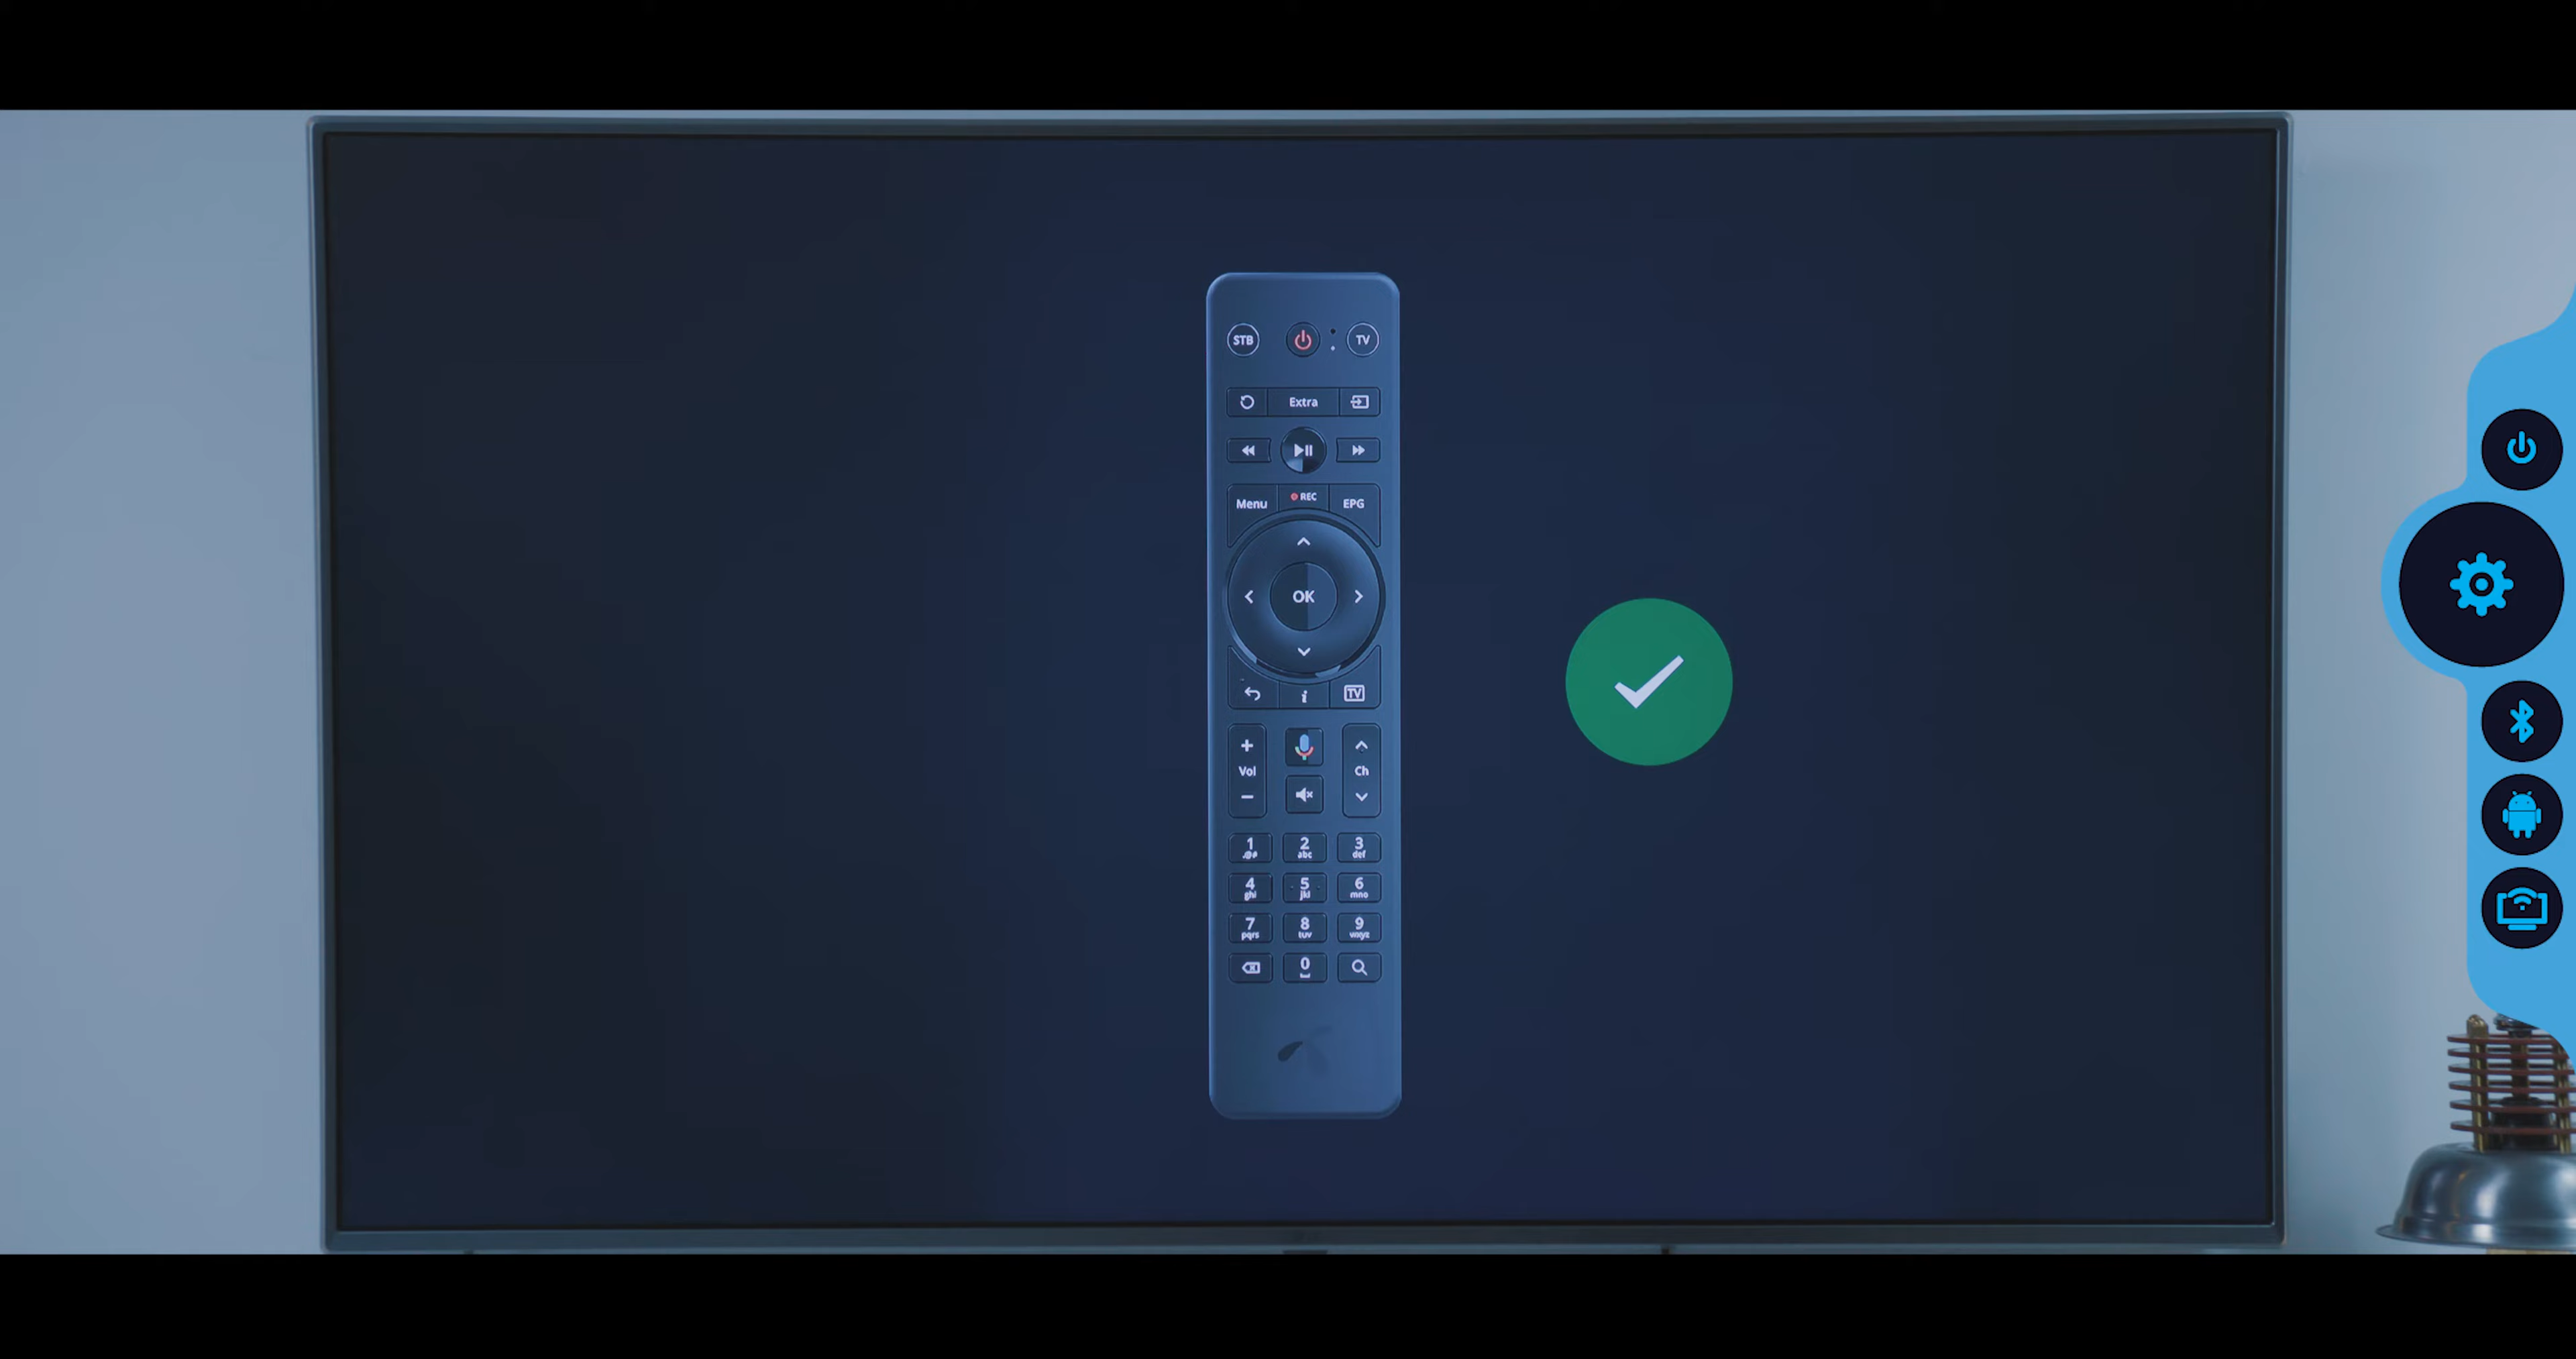 STB TV
Extra
Menu REC EPG
OK
i TV
+
Vol Ch
−
1 2 3
.@# abc def
4 5 6
ghi jkl mno
7 8 9
pqrs tuv wxyz
0